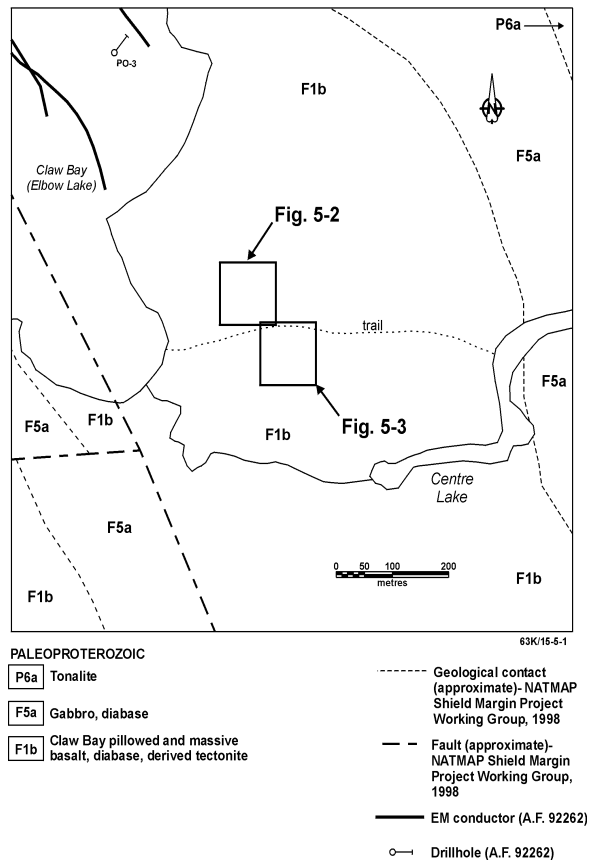 P6a
PO-3
F1b
N
F5a
Claw Bay
(Elbow Lake)
Fig. 5-2
trail
F5a
F5a
F1b
F1b
Fig. 5-3
Centre
Lake
F5a
0 50 100 200
metres
F1b
F1b
63K/15-5-1
PALEOPROTEROZOIC
P6a Tonalite
F5a Gabbro, diabase
F1b Claw Bay pillowed and massive
basalt, diabase, derived tectonite
Geological contact
(approximate)- NATMAP
Shield Margin Project
Working Group, 1998
Fault (approximate)-
NATMAP Shield Margin
Project Working Group,
1998
EM conductor (A.F. 92262)
Drillhole (A.F. 92262)